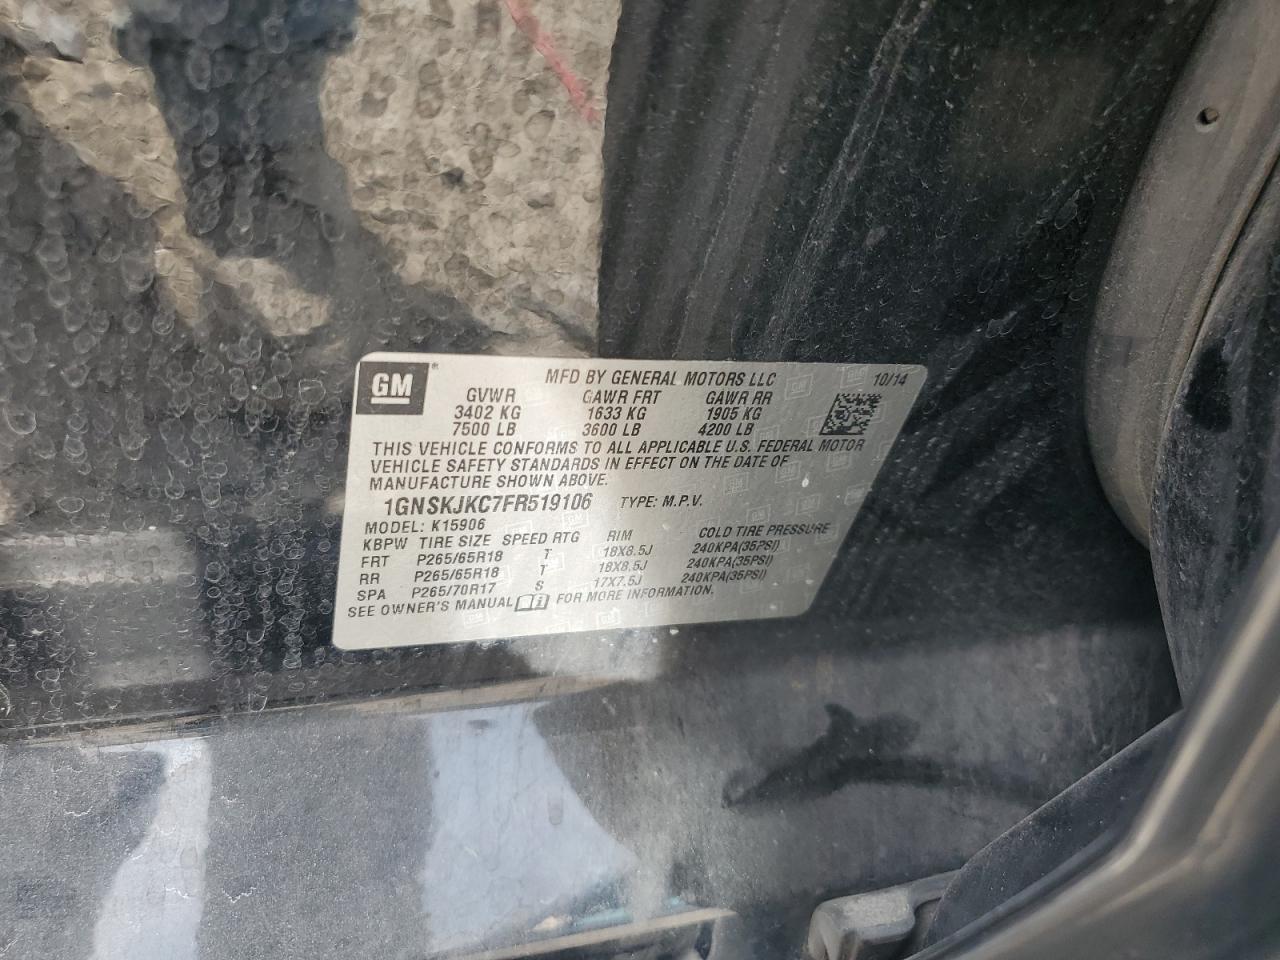 GM® MFD BY GENERAL MOTORS LLC 10/14
GVWR GAWR FRT GAWR RR
3402 KG 1633 KG 1905 KG
7500 LB 3600 LB 4200 LB
THIS VEHICLE CONFORMS TO ALL APPLICABLE U.S. FEDERAL MOTOR
VEHICLE SAFETY STANDARDS IN EFFECT ON THE DATE OF
MANUFACTURE SHOWN ABOVE.
1GNSKJKC7FR519106 TYPE: M.P.V.
MODEL: K15906
KBPW TIRE SIZE SPEED RTG RIM COLD TIRE PRESSURE
FRT P265/65R18 T 18X8.5J 240KPA(35PSI)
RR P265/65R18 T 18X8.5J 240KPA(35PSI)
SPA P265/70R17 S 17X7.5J 240KPA(35PSI)
SEE OWNER'S MANUAL FOR MORE INFORMATION.